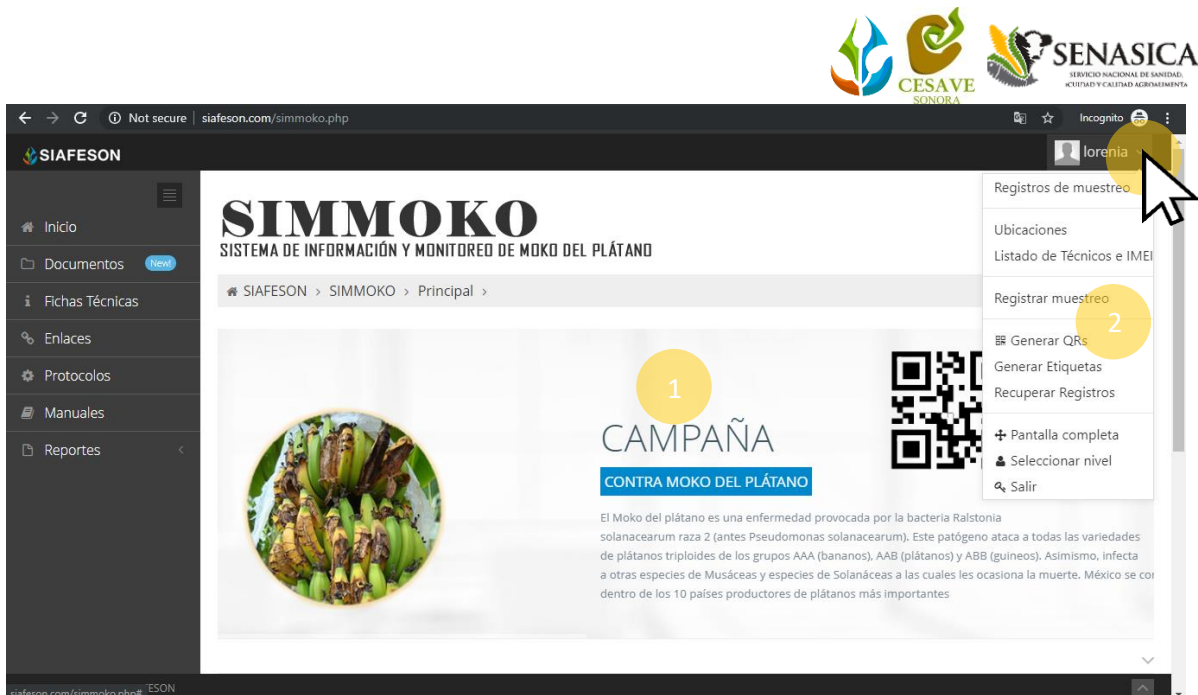 CESAVE
SONORA
SENASICA
SERVICIO NACIONAL DE SANIDAD,
Not secure | siafeson.com/simmoko.php
Incognito
SIAFESON
lorenia
Inicio
Documentos New!
Fichas Técnicas
Enlaces
Protocolos
Manuales
Reportes
SIMMOKO
SISTEMA DE INFORMACIÓN Y MONITOREO DE MOKO DEL PLÁTANO
SIAFESON > SIMMOKO > Principal >
1
CAMPAÑA
CONTRA MOKO DEL PLÁTANO
El Moko del plátano es una enfermedad provocada por la bacteria Ralstonia
solanacearum raza 2 (antes Pseudomonas solanacearum). Este patógeno ataca a todas las variedades
de plátanos triploides de los grupos AAA (bananos), AAB (plátanos) y ABB (guineos). Asimismo, infecta
a otras especies de Musáceas y especies de Solanáceas a las cuales les ocasiona la muerte. México se con
dentro de los 10 países productores de plátanos más importantes
Registros de muestreo
Ubicaciones
Listado de Técnicos e IMEI
Registrar muestreo
2
Generar QRs
Generar Etiquetas
Recuperar Registros
Pantalla completa
Seleccionar nivel
Salir
siafeson.com/simmoko.php#
ESON